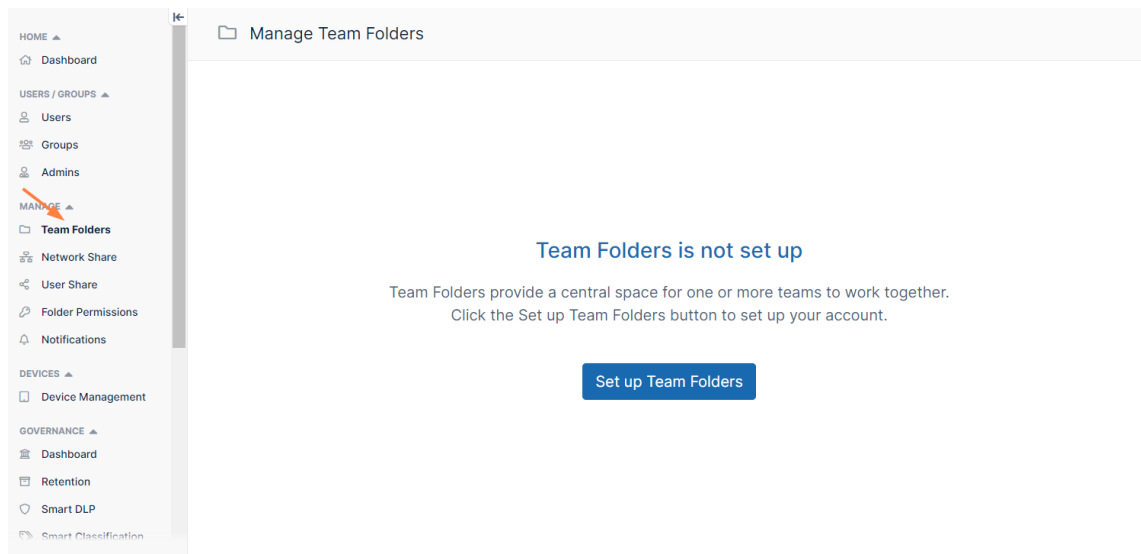 HOME
Dashboard
USERS / GROUPS
Users
Groups
Admins
MANAGE
Team Folders
Network Share
User Share
Folder Permissions
Notifications
DEVICES
Device Management
GOVERNANCE
Dashboard
Retention
Smart DLP
Smart Classification
Manage Team Folders
Team Folders is not set up
Team Folders provide a central space for one or more teams to work together.
Click the Set up Team Folders button to set up your account.
Set up Team Folders